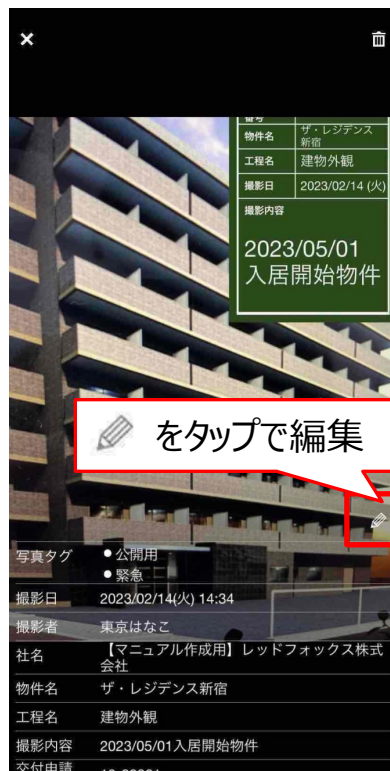 ×
物件名 ザ・レジデンス
新宿
工程名 建物外観
撮影日 2023/02/14 (火)
撮影内容
2023/05/01
入居開始物件
をタップで編集
写真タグ ●公開用
●緊急
撮影日 2023/02/14(火) 14:34
撮影者 東京はなこ
社名 【マニュアル作成用】レッドフォックス株式
会社
物件名 ザ・レジデンス新宿
工程名 建物外観
撮影内容 2023/05/01入居開始物件
交付申請